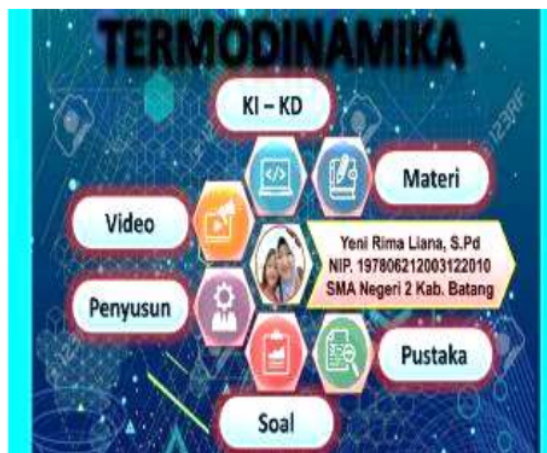 TERMODINAMIKA
KI – KD
Materi
Video
Yeni Rima Liana, S.Pd
NIP. 197806212003122010
SMA Negeri 2 Kab. Batang
Penyusun
Pustaka
Soal
123RF